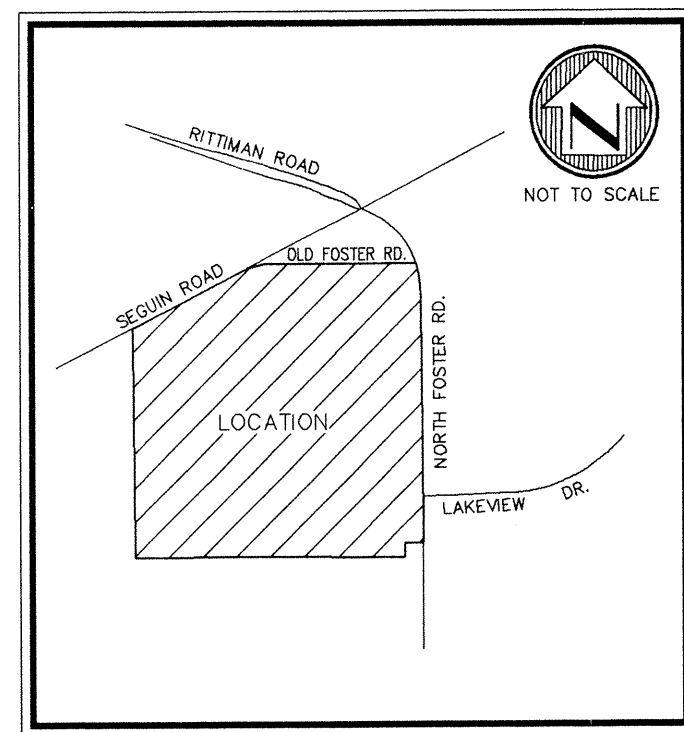 N
NOT TO SCALE
RITTIMAN ROAD
OLD FOSTER RD.
SEGUIN ROAD
NORTH FOSTER RD.
LOCATION
LAKEVIEW DR.